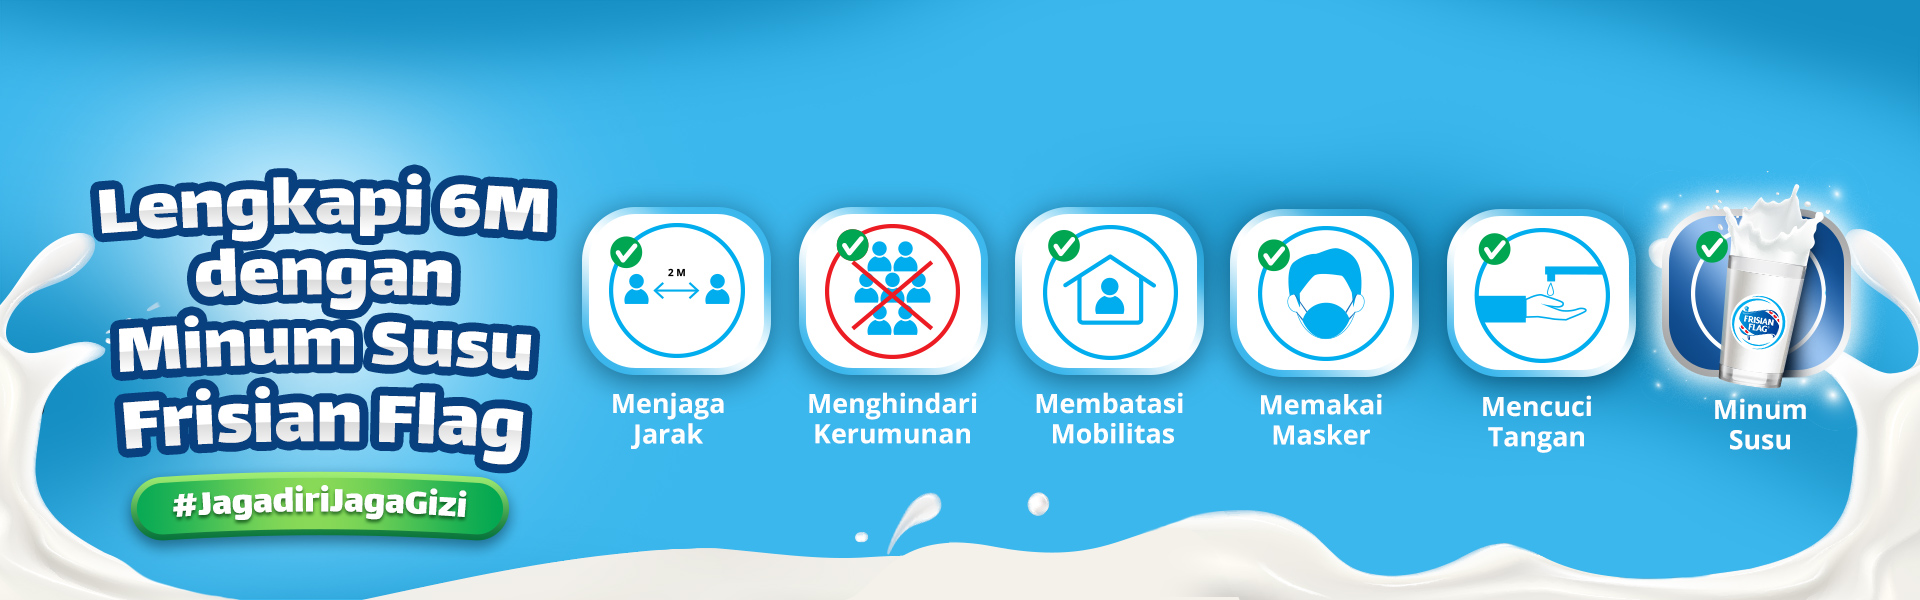 Lengkapi 6M
dengan
Minum Susu
Frisian Flag
#JagadiriJagaGizi
2 M
Menjaga
Jarak
Menghindari
Kerumunan
Membatasi
Mobilitas
Memakai
Masker
Mencuci
Tangan
FRISIAN
FLAG
Minum
Susu